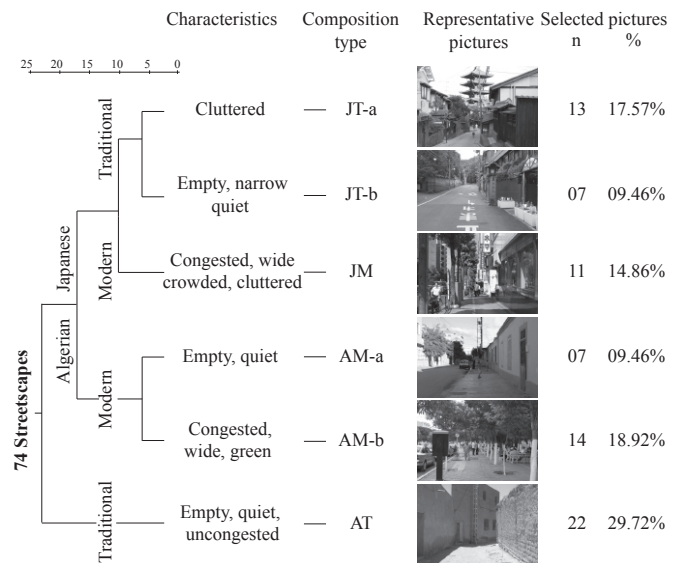 Characteristics Composition Representative Selected pictures
type pictures n %
25 20 15 10 5 0
74 Streetscapes
Japanese
Algerian
Traditional
Modern
Modern
Traditional
Cluttered JT-a 13 17.57%
Empty, narrow
quiet
JT-b 07 09.46%
Congested, wide
crowded, cluttered
JM 11 14.86%
Empty, quiet AM-a 07 09.46%
Congested,
wide, green
AM-b 14 18.92%
Empty, quiet,
uncongested
AT 22 29.72%